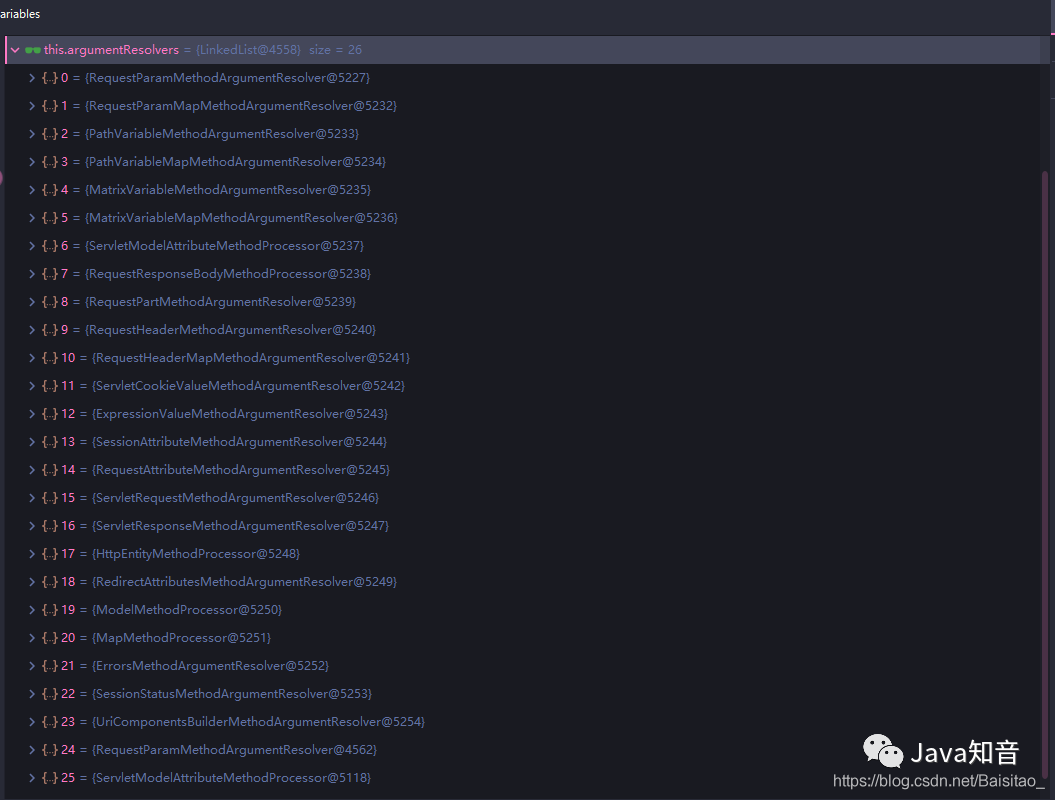 ariables
this.argumentResolvers = {LinkedList@4558} size = 26
{..} 0 = {RequestParamMethodArgumentResolver@5227}
{..} 1 = {RequestParamMapMethodArgumentResolver@5232}
{..} 2 = {PathVariableMethodArgumentResolver@5233}
{..} 3 = {PathVariableMapMethodArgumentResolver@5234}
{..} 4 = {MatrixVariableMethodArgumentResolver@5235}
{..} 5 = {MatrixVariableMapMethodArgumentResolver@5236}
{..} 6 = {ServletModelAttributeMethodProcessor@5237}
{..} 7 = {RequestResponseBodyMethodProcessor@5238}
{..} 8 = {RequestPartMethodArgumentResolver@5239}
{..} 9 = {RequestHeaderMethodArgumentResolver@5240}
{..} 10 = {RequestHeaderMapMethodArgumentResolver@5241}
{..} 11 = {ServletCookieValueMethodArgumentResolver@5242}
{..} 12 = {ExpressionValueMethodArgumentResolver@5243}
{..} 13 = {SessionAttributeMethodArgumentResolver@5244}
{..} 14 = {RequestAttributeMethodArgumentResolver@5245}
{..} 15 = {ServletRequestMethodArgumentResolver@5246}
{..} 16 = {ServletResponseMethodArgumentResolver@5247}
{..} 17 = {HttpEntityMethodProcessor@5248}
{..} 18 = {RedirectAttributesMethodArgumentResolver@5249}
{..} 19 = {ModelMethodProcessor@5250}
{..} 20 = {MapMethodProcessor@5251}
{..} 21 = {ErrorsMethodArgumentResolver@5252}
{..} 22 = {SessionStatusMethodArgumentResolver@5253}
{..} 23 = {UriComponentsBuilderMethodArgumentResolver@5254}
{..} 24 = {RequestParamMethodArgumentResolver@4562}
{..} 25 = {ServletModelAttributeMethodProcessor@5118}
Java知音
https://blog.csdn.net/Baisitao_